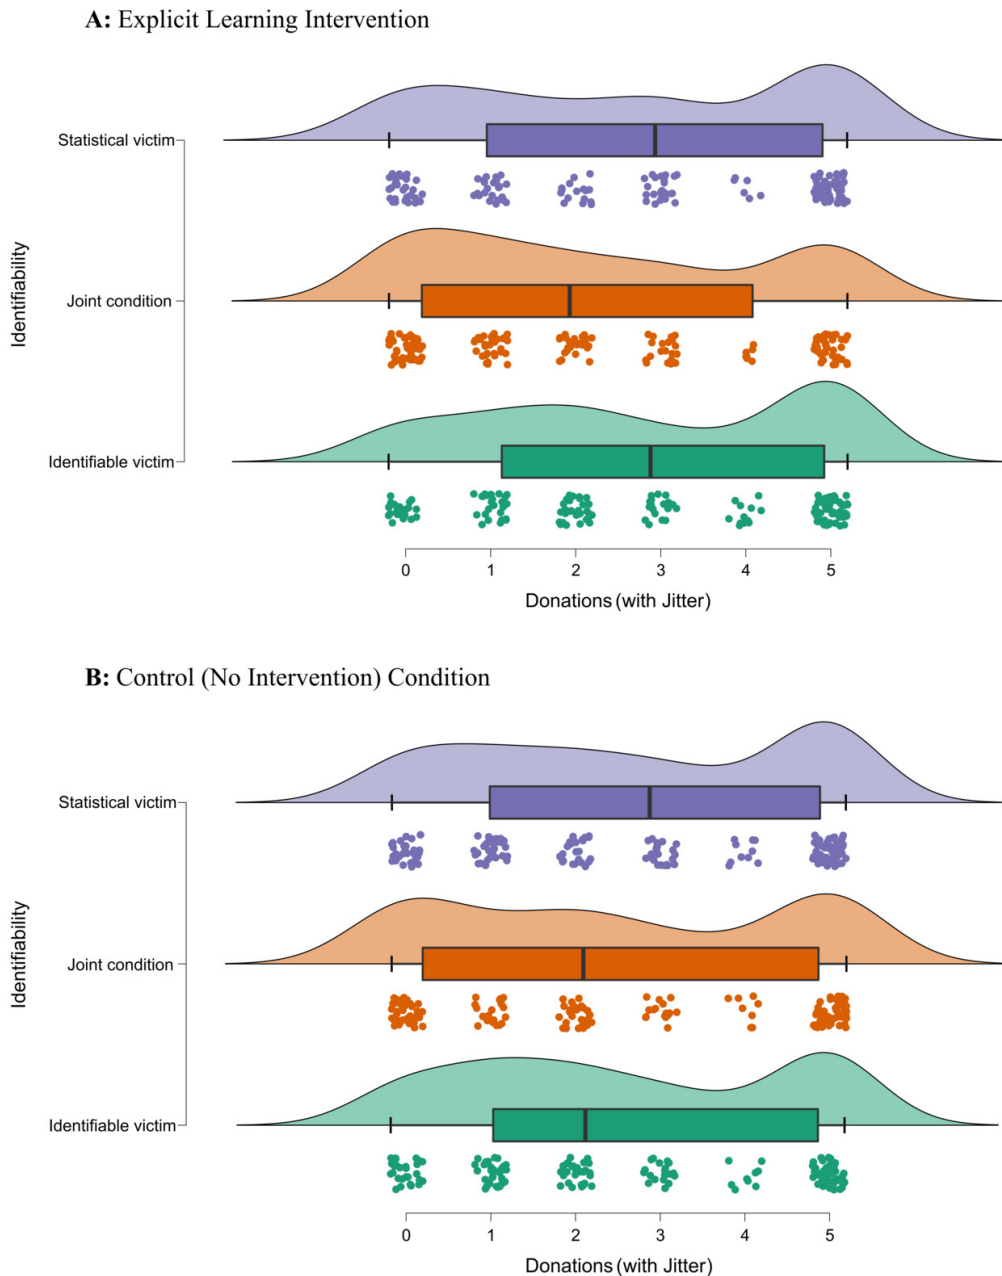 A: Explicit Learning Intervention
Statistical victim
Joint condition
Identifiable victim
Identifiability
0 1 2 3 4 5
Donations (with Jitter)
B: Control (No Intervention) Condition
Statistical victim
Joint condition
Identifiable victim
Identifiability
0 1 2 3 4 5
Donations (with Jitter)